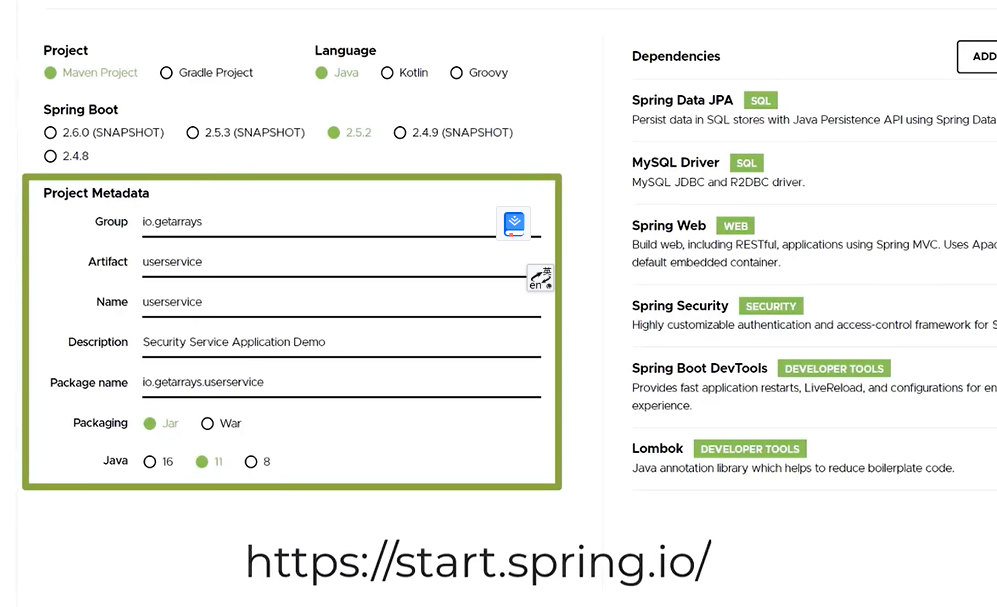 Project
Maven Project Gradle Project
Language
Java Kotlin Groovy
Spring Boot
2.6.0 (SNAPSHOT) 2.5.3 (SNAPSHOT) 2.5.2 2.4.9 (SNAPSHOT)
2.4.8
Project Metadata
Group io.getarrays
Artifact userservice
英
en
Name userservice
Description Security Service Application Demo
Package name io.getarrays.userservice
Packaging Jar War
Java 16 11 8
Dependencies
ADD
Spring Data JPA SQL
Persist data in SQL stores with Java Persistence API using Spring Data
MySQL Driver SQL
MySQL JDBC and R2DBC driver.
Spring Web WEB
Build web, including RESTful, applications using Spring MVC. Uses Apac
default embedded container.
Spring Security SECURITY
Highly customizable authentication and access-control framework for S
Spring Boot DevTools DEVELOPER TOOLS
Provides fast application restarts, LiveReload, and configurations for en
experience.
Lombok DEVELOPER TOOLS
Java annotation library which helps to reduce boilerplate code.
https://start.spring.io/